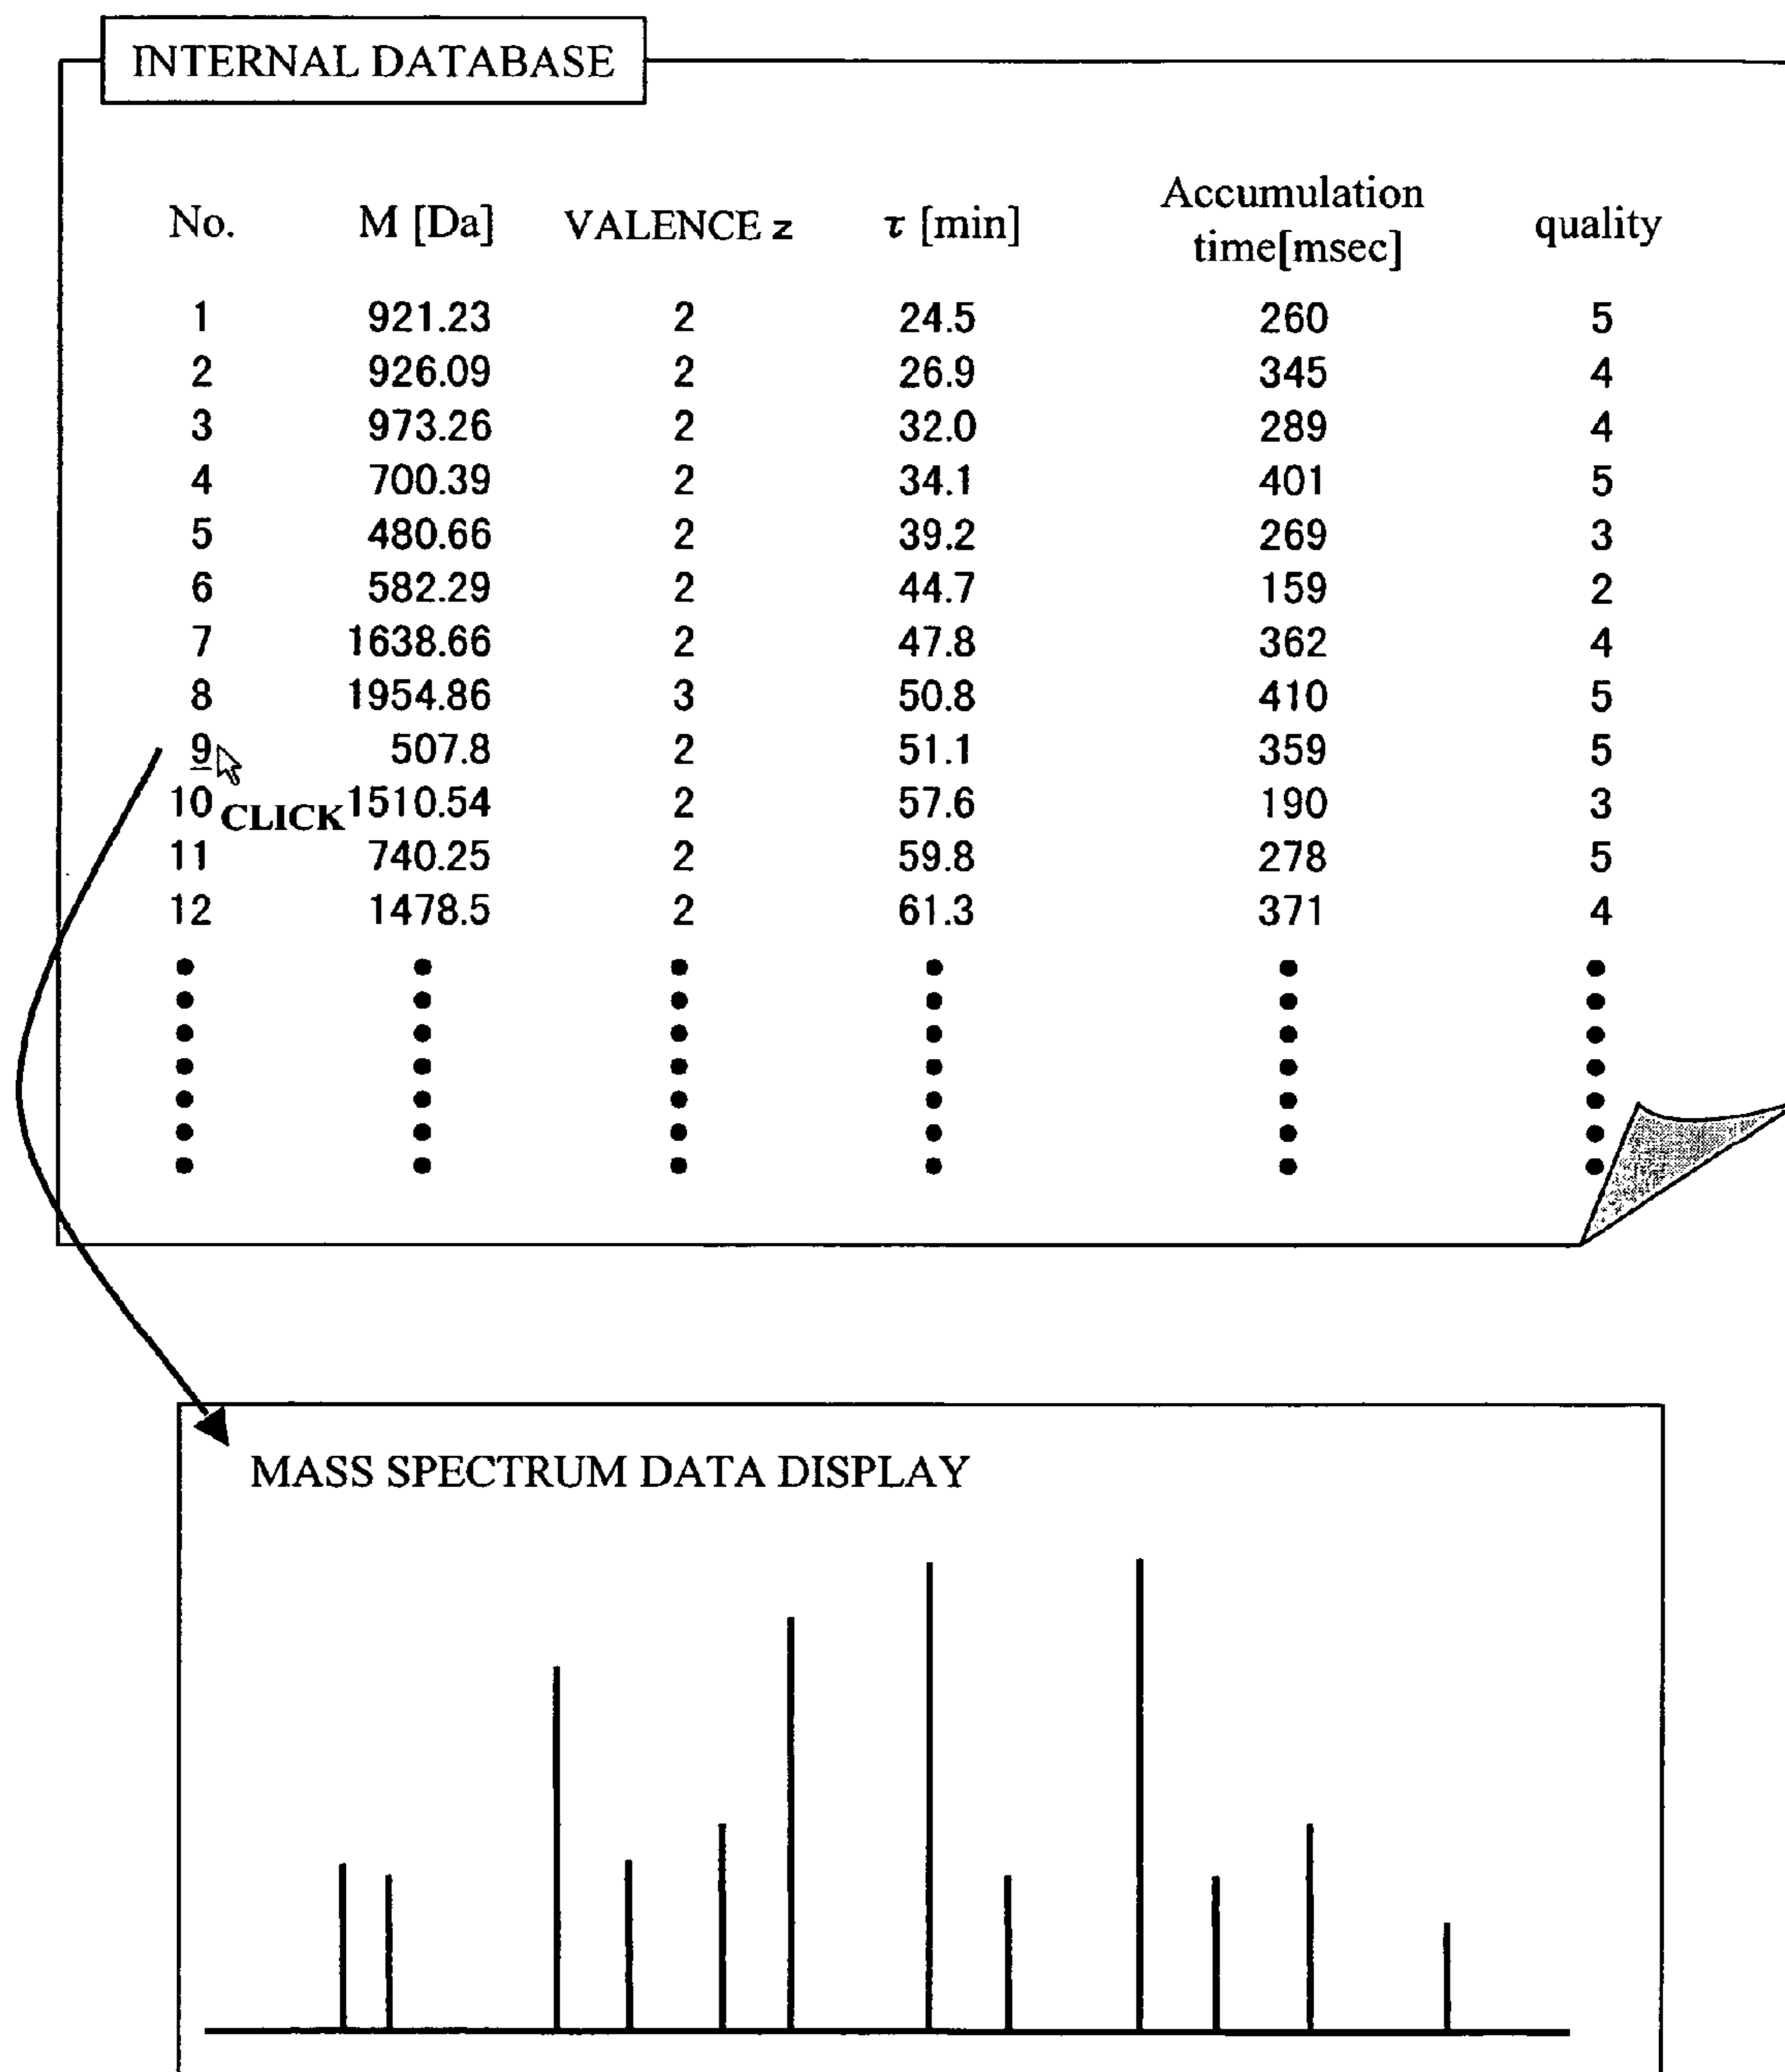 INTERNAL DATABASE
No. M [Da] VALENCE z τ [min] Accumulation time[msec] quality
1 921.23 2 24.5 260 5
2 926.09 2 26.9 345 4
3 973.26 2 32.0 289 4
4 700.39 2 34.1 401 5
5 480.66 2 39.2 269 3
6 582.29 2 44.7 159 2
7 1638.66 2 47.8 362 4
8 1954.86 3 50.8 410 5
9 507.8 2 51.1 359 5
10 CLICK 1510.54 2 57.6 190 3
11 740.25 2 59.8 278 5
12 1478.5 2 61.3 371 4
MASS SPECTRUM DATA DISPLAY